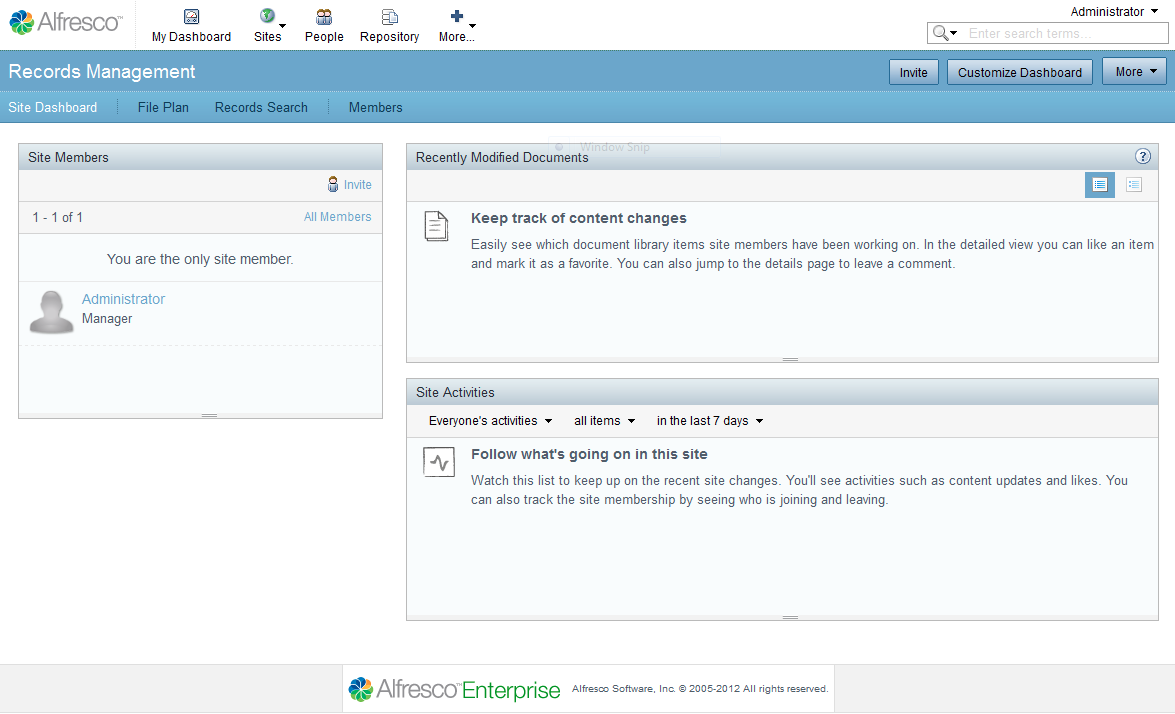 Alfresco™
My Dashboard
Sites
People
Repository
More...
Administrator
Enter search terms...
Records Management
Invite
Customize Dashboard
More
Site Dashboard
File Plan
Records Search
Members
Site Members
Invite
1 - 1 of 1
All Members
You are the only site member.
Administrator
Manager
Window Snip
Recently Modified Documents
?
Keep track of content changes
Easily see which document library items site members have been working on. In the detailed view you can like an item
and mark it as a favorite. You can also jump to the details page to leave a comment.
Site Activities
Everyone's activities
all items
in the last 7 days
Follow what's going on in this site
Watch this list to keep up on the recent site changes. You'll see activities such as content updates and likes. You
can also track the site membership by seeing who is joining and leaving.
Alfresco™ Enterprise
Alfresco Software, Inc. © 2005-2012 All rights reserved.